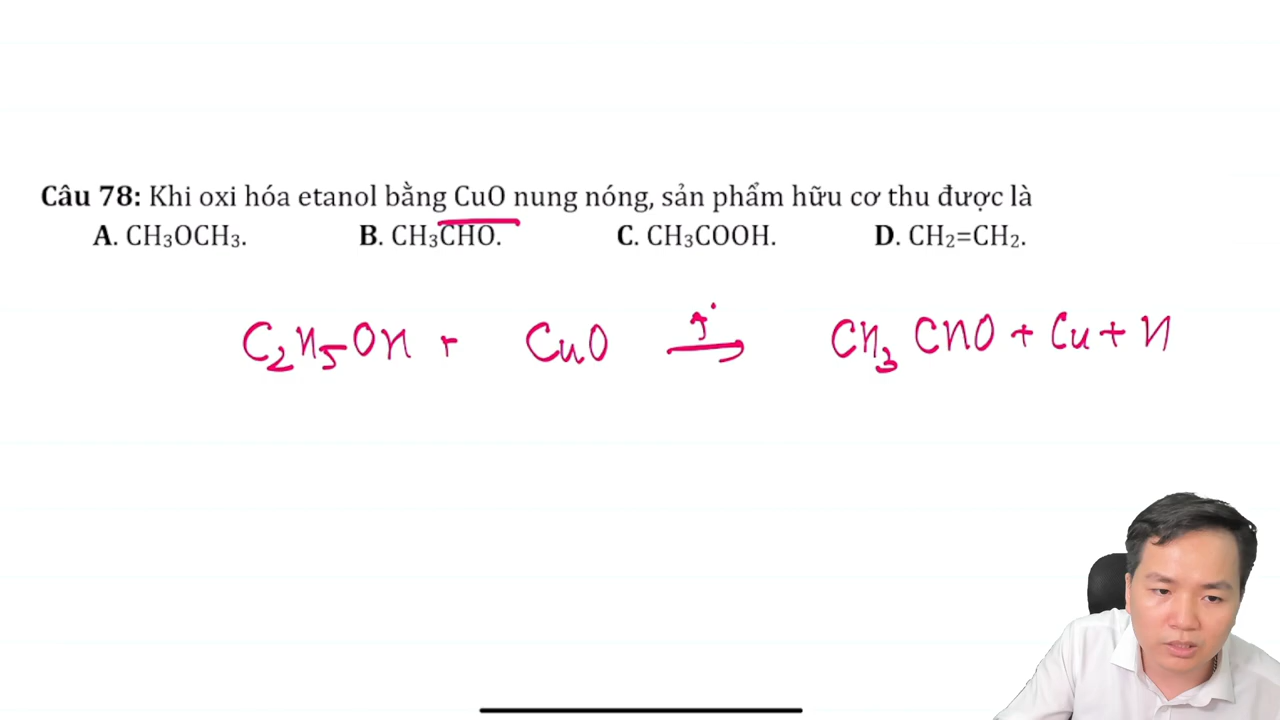 Câu 78: Khi oxi hóa etanol bằng CuO nung nóng, sản phẩm hữu cơ thu được là
A. CH₃OCH₃. B. CH₃CHO. C. CH₃COOH. D. CH₂=CH₂.
C₂H₅OH + CuO t° → CH₃CHO + Cu + H